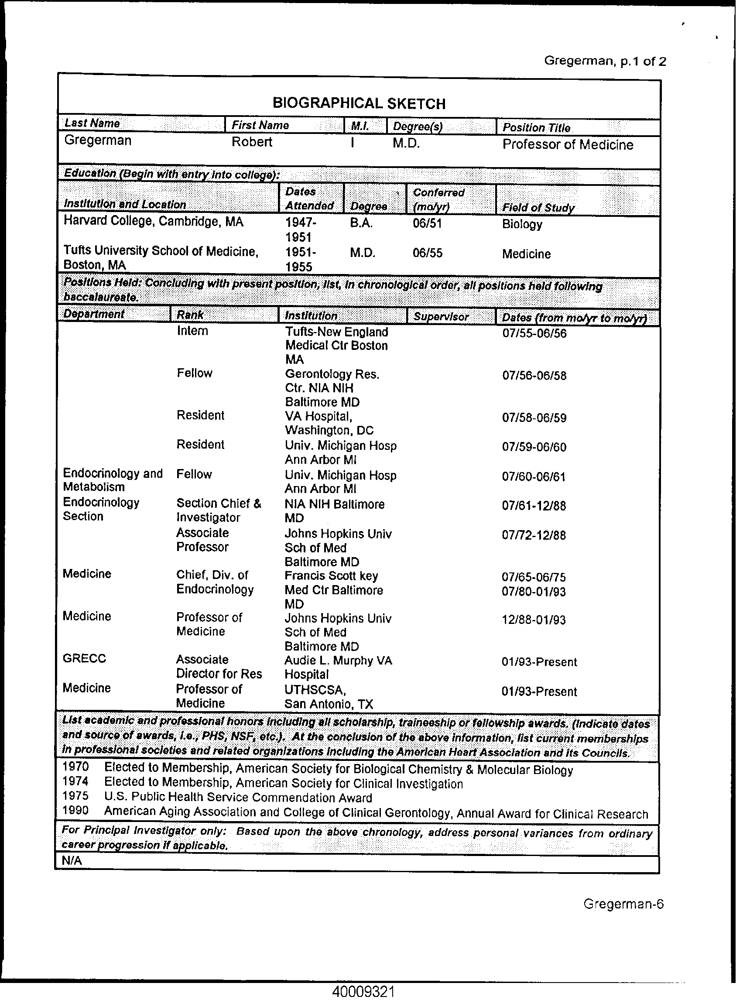 Gregerman, p.1 of 2
BIOGRAPHICAL SKETCH
Last Name First Name M.I. Degree(s) Position Title
Gregerman Robert I M.D. Professor of Medicine
Education (Begin with entry into college):
Institution and Location Dates Attended Degree Conferred (mo/yr) Field of Study
Harvard College, Cambridge, MA 1947-1951 B.A. 06/51 Biology
Tufts University School of Medicine, Boston, MA 1951-1955 M.D. 06/55 Medicine
Positions Held: Concluding with present position, list, in chronological order, all positions held following
baccalaureate.
Department Rank Institution Supervisor Dates (from mo/yr to mo/yr)
Intern Tufts-New England Medical Ctr Boston MA 07/55-06/56
Fellow Gerontology Res. Ctr. NIA NIH Baltimore MD 07/56-06/58
Resident VA Hospital, Washington, DC 07/58-06/59
Resident Univ. Michigan Hosp Ann Arbor MI 07/59-06/60
Endocrinology and Metabolism Fellow Univ. Michigan Hosp Ann Arbor MI 07/60-06/61
Endocrinology Section Section Chief & Investigator NIA NIH Baltimore MD 07/61-12/88
Associate Professor Johns Hopkins Univ Sch of Med Baltimore MD 07/72-12/88
Medicine Chief, Div. of Endocrinology Francis Scott key Med Ctr Baltimore MD 07/65-06/75 07/80-01/93
Medicine Professor of Medicine Johns Hopkins Univ Sch of Med Baltimore MD 12/88-01/93
GRECC Associate Director for Res Audie L. Murphy VA Hospital 01/93-Present
Medicine Professor of Medicine UTHSCSA, San Antonio, TX 01/93-Present
List academic and professional honors including all scholarship, traineeship or fellowship awards. (Indicate dates
and source of awards, i.e., PHS, NSF, etc.). At the conclusion of the above information, list current memberships
in professional societies and related organizations including the American Heart Association and its Councils.
1970 Elected to Membership, American Society for Biological Chemistry & Molecular Biology
1974 Elected to Membership, American Society for Clinical Investigation
1975 U.S. Public Health Service Commendation Award
1990 American Aging Association and College of Clinical Gerontology, Annual Award for Clinical Research
For Principal Investigator only: Based upon the above chronology, address personal variances from ordinary
career progression if applicable.
N/A
Gregerman-6
40009321